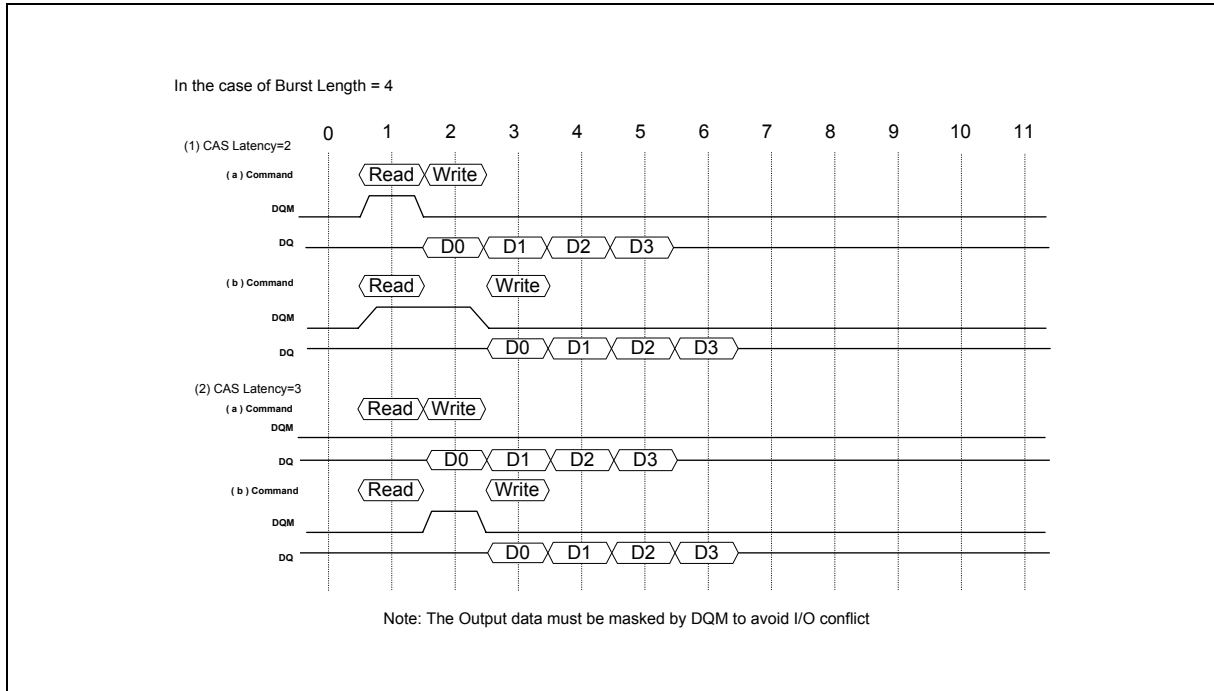 In the case of Burst Length = 4
0 1 2 3 4 5 6 7 8 9 10 11
(1) CAS Latency=2
( a ) Command Read Write
DQM
DQ D0 D1 D2 D3
( b ) Command Read Write
DQM
DQ D0 D1 D2 D3
(2) CAS Latency=3
( a ) Command Read Write
DQM
DQ D0 D1 D2 D3
( b ) Command Read Write
DQM
DQ D0 D1 D2 D3
Note: The Output data must be masked by DQM to avoid I/O conflict